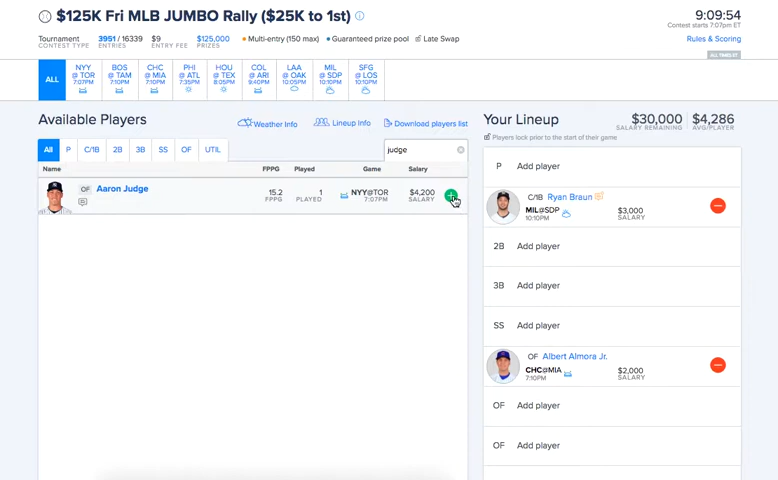 $125K Fri MLB JUMBO Rally ($25K to 1st)
9:09:54
Contest starts 7:07pm ET
Tournament
CONTEST TYPE
3951 / 16339
ENTRIES
$9
ENTRY FEE
$125,000
PRIZES
Multi-entry (150 max)
Guaranteed prize pool
Late Swap
Rules & Scoring
ALL TIMES ET
ALL
NYY
@ TOR
7:07PM
BOS
@ TAM
7:10PM
CHC
@ MIA
7:10PM
PHI
@ ATL
7:35PM
HOU
@ TEX
8:05PM
COL
@ ARI
9:40PM
LAA
@ OAK
10:05PM
MIL
@ SDP
10:10PM
SFG
@ LOS
10:10PM
Available Players
Weather Info
Lineup Info
Download players list
All
P
C/1B
2B
3B
SS
OF
UTIL
judge
Name
FPPG
Played
Game
Salary
OF
Aaron Judge
15.2
FPPG
1
PLAYED
NYY@TOR
7:07PM
$4,200
SALARY
Your Lineup
$30,000
SALARY REMAINING
$4,286
AVG/PLAYER
Players lock prior to the start of their game
P
Add player
C/1B
Ryan Braun
MIL@SDP
10:10PM
$3,000
SALARY
2B
Add player
3B
Add player
SS
Add player
OF
Albert Almora Jr.
CHC@MIA
7:10PM
$2,000
SALARY
OF
Add player
OF
Add player